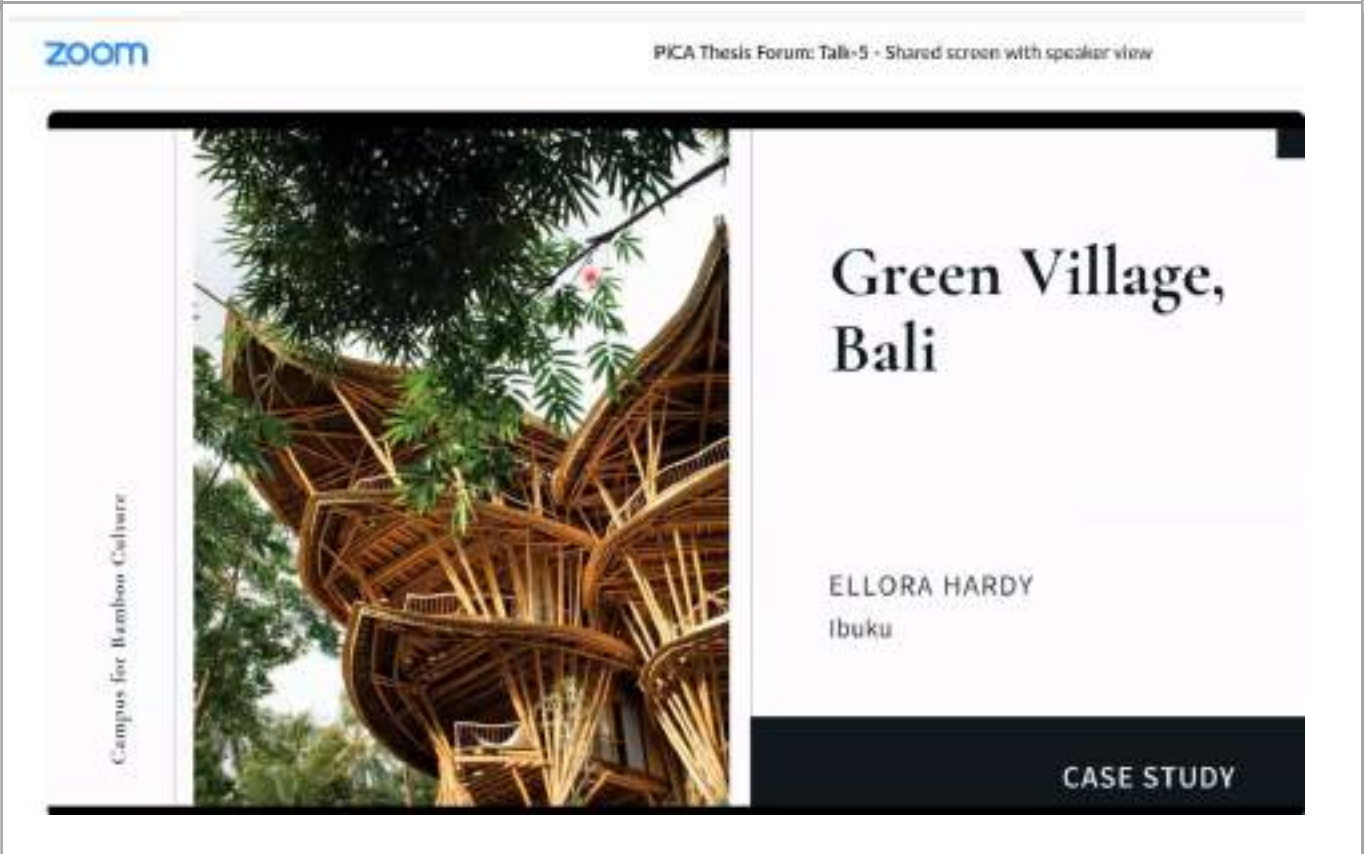 zoom
PiCA Thesis Forum: Talk-5 - Shared screen with speaker view
Campus for Bamboo Culture
Green Village,
Bali
ELLORA HARDY
Ibuku
CASE STUDY